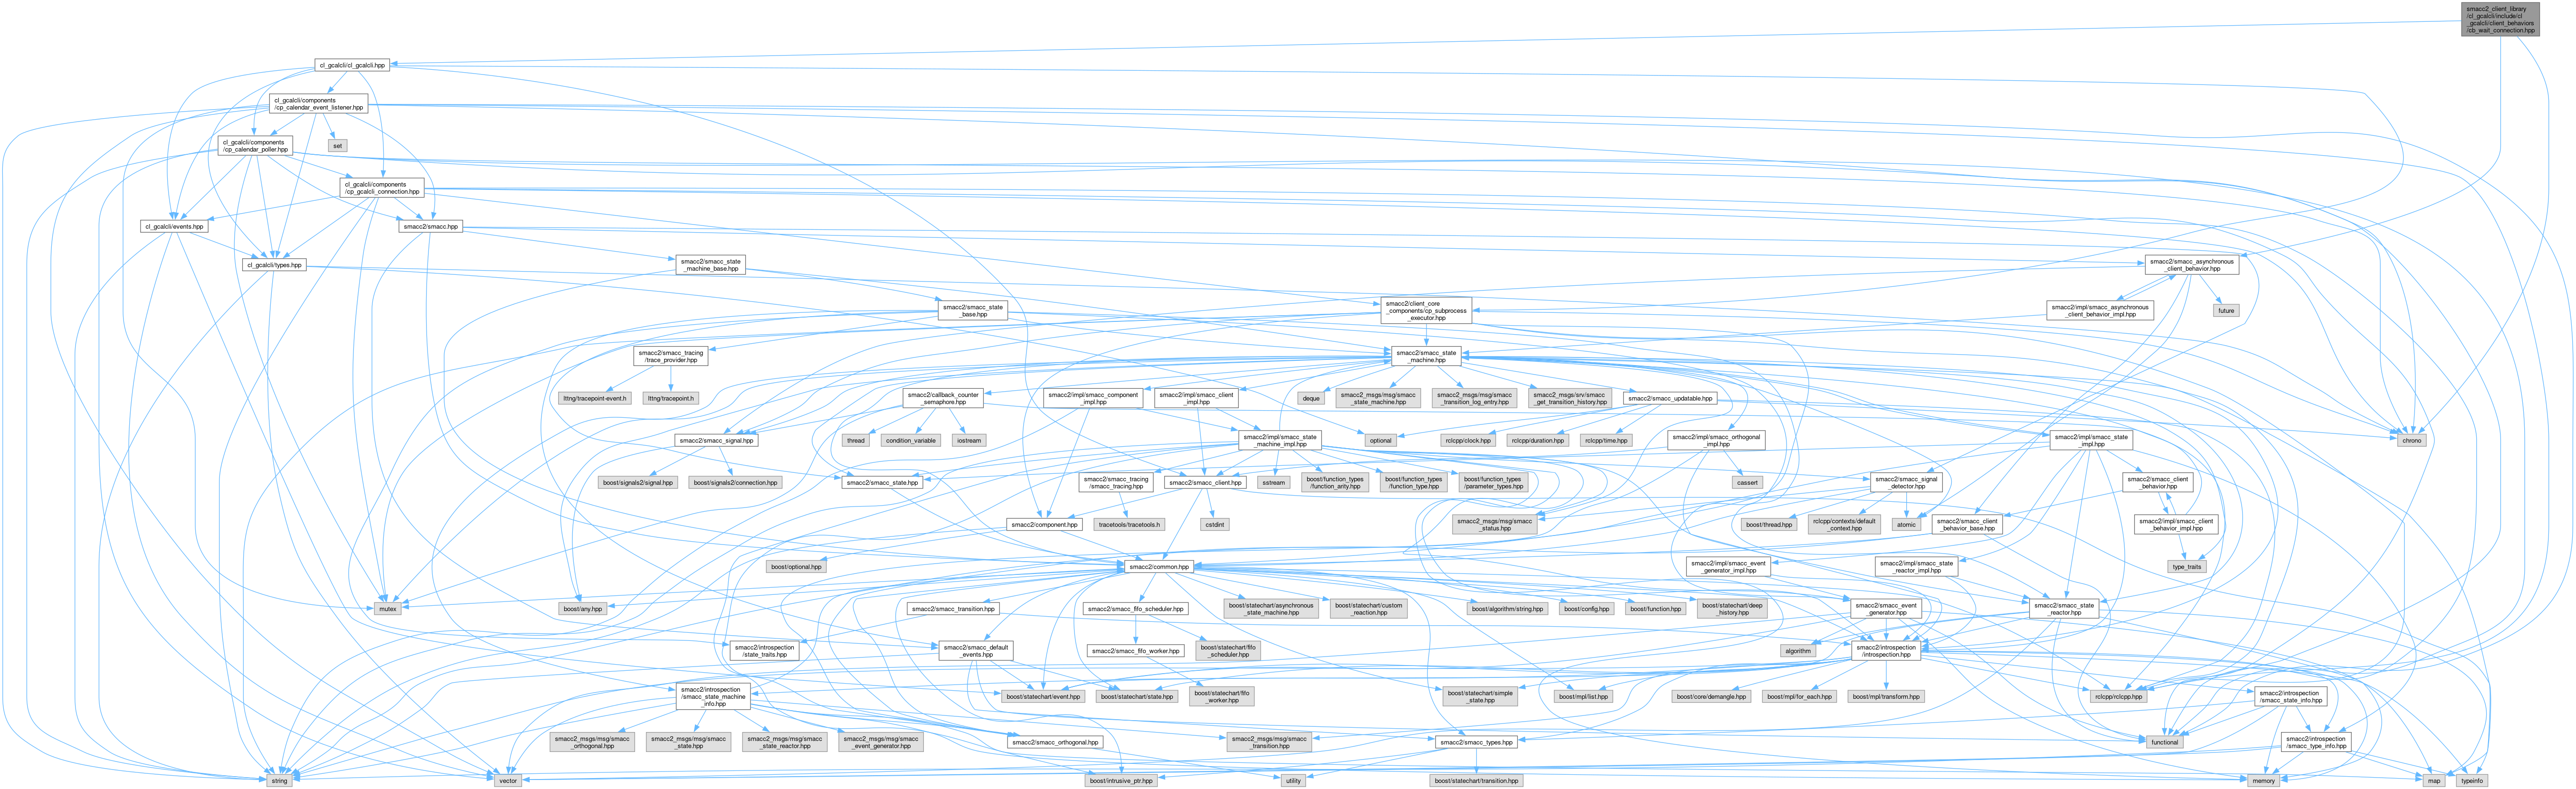 smacc2_client_library
/cl_gcalcli/include/cl
_gcalcli/client_behaviors
/cb_wait_connection.hpp
cl_gcalcli/cl_gcalcli.hpp
cl_gcalcli/components
/cp_calendar_event_listener.hpp
cl_gcalcli/components
/cp_calendar_poller.hpp
set
cl_gcalcli/components
/cp_gcalcli_connection.hpp
cl_gcalcli/events.hpp
smacc2/smacc.hpp
cl_gcalcli/types.hpp
smacc2/smacc_state
_machine_base.hpp
smacc2/smacc_asynchronous
_client_behavior.hpp
smacc2/smacc_state
_base.hpp
smacc2/client_core
_components/cp_subprocess
_executor.hpp
smacc2/impl/smacc_asynchronous
_client_behavior_impl.hpp
future
smacc2/smacc_tracing
/trace_provider.hpp
smacc2/smacc_state
_machine.hpp
lttng/tracepoint-event.h
lttng/tracepoint.h
smacc2/callback_counter
_semaphore.hpp
smacc2/impl/smacc_component
_impl.hpp
smacc2/impl/smacc_client
_impl.hpp
deque
smacc2_msgs/msg/smacc
_state_machine.hpp
smacc2_msgs/msg/smacc
_transition_log_entry.hpp
smacc2_msgs/srv/smacc
_get_transition_history.hpp
smacc2/smacc_updatable.hpp
smacc2/smacc_signal.hpp
thread
condition_variable
iostream
smacc2/impl/smacc_state
_machine_impl.hpp
optional
rclcpp/clock.hpp
rclcpp/duration.hpp
rclcpp/time.hpp
smacc2/impl/smacc_orthogonal
_impl.hpp
smacc2/impl/smacc_state
_impl.hpp
chrono
boost/signals2/signal.hpp
boost/signals2/connection.hpp
smacc2/smacc_state.hpp
smacc2/smacc_tracing
/smacc_tracing.hpp
smacc2/smacc_client.hpp
sstream
boost/function_types
/function_arity.hpp
boost/function_types
/function_type.hpp
boost/function_types
/parameter_types.hpp
cassert
smacc2/smacc_signal
_detector.hpp
smacc2/smacc_client
_behavior.hpp
smacc2/component.hpp
tracetools/tracetools.h
cstdint
smacc2_msgs/msg/smacc
_status.hpp
boost/thread.hpp
rclcpp/contexts/default
_context.hpp
atomic
smacc2/smacc_client
_behavior_base.hpp
smacc2/impl/smacc_client
_behavior_impl.hpp
boost/optional.hpp
smacc2/common.hpp
smacc2/impl/smacc_event
_generator_impl.hpp
smacc2/impl/smacc_state
_reactor_impl.hpp
type_traits
mutex
boost/any.hpp
smacc2/smacc_transition.hpp
smacc2/smacc_fifo_scheduler.hpp
boost/statechart/asynchronous
_state_machine.hpp
boost/statechart/custom
_reaction.hpp
boost/algorithm/string.hpp
boost/config.hpp
boost/function.hpp
boost/statechart/deep
_history.hpp
smacc2/smacc_event
_generator.hpp
smacc2/smacc_state
_reactor.hpp
smacc2/introspection
/state_traits.hpp
smacc2/smacc_default
_events.hpp
smacc2/smacc_fifo_worker.hpp
boost/statechart/fifo
_scheduler.hpp
algorithm
smacc2/introspection
/introspection.hpp
smacc2/introspection
/smacc_state_machine
_info.hpp
boost/statechart/event.hpp
boost/statechart/state.hpp
boost/statechart/fifo
_worker.hpp
boost/statechart/simple
_state.hpp
boost/mpl/list.hpp
boost/core/demangle.hpp
boost/mpl/for_each.hpp
boost/mpl/transform.hpp
rclcpp/rclcpp.hpp
smacc2/introspection
/smacc_state_info.hpp
smacc2_msgs/msg/smacc
_orthogonal.hpp
smacc2_msgs/msg/smacc
_state.hpp
smacc2_msgs/msg/smacc
_state_reactor.hpp
smacc2_msgs/msg/smacc
_event_generator.hpp
smacc2/smacc_orthogonal.hpp
smacc2_msgs/msg/smacc
_transition.hpp
smacc2/smacc_types.hpp
functional
smacc2/introspection
/smacc_type_info.hpp
string
vector
boost/intrusive_ptr.hpp
utility
boost/statechart/transition.hpp
memory
map
typeinfo